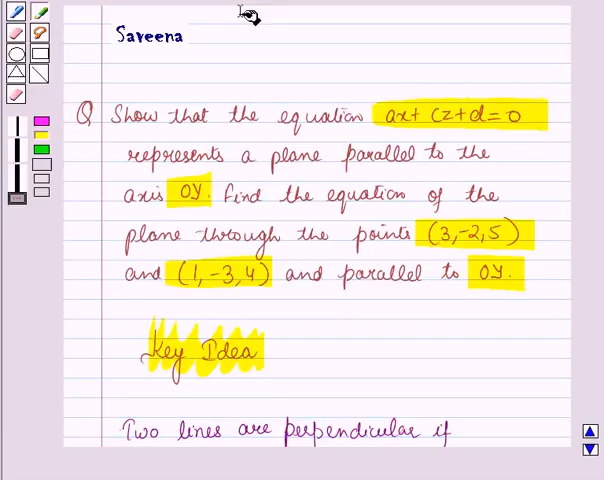 Saveena
Q Show that the equation ax+cz+d=0
represents a plane parallel to the
axis OY. Find the equation of the
plane through the points (3,-2,5)
and (1,-3,4) and parallel to OY.
Key Idea
Two lines are perpendicular if